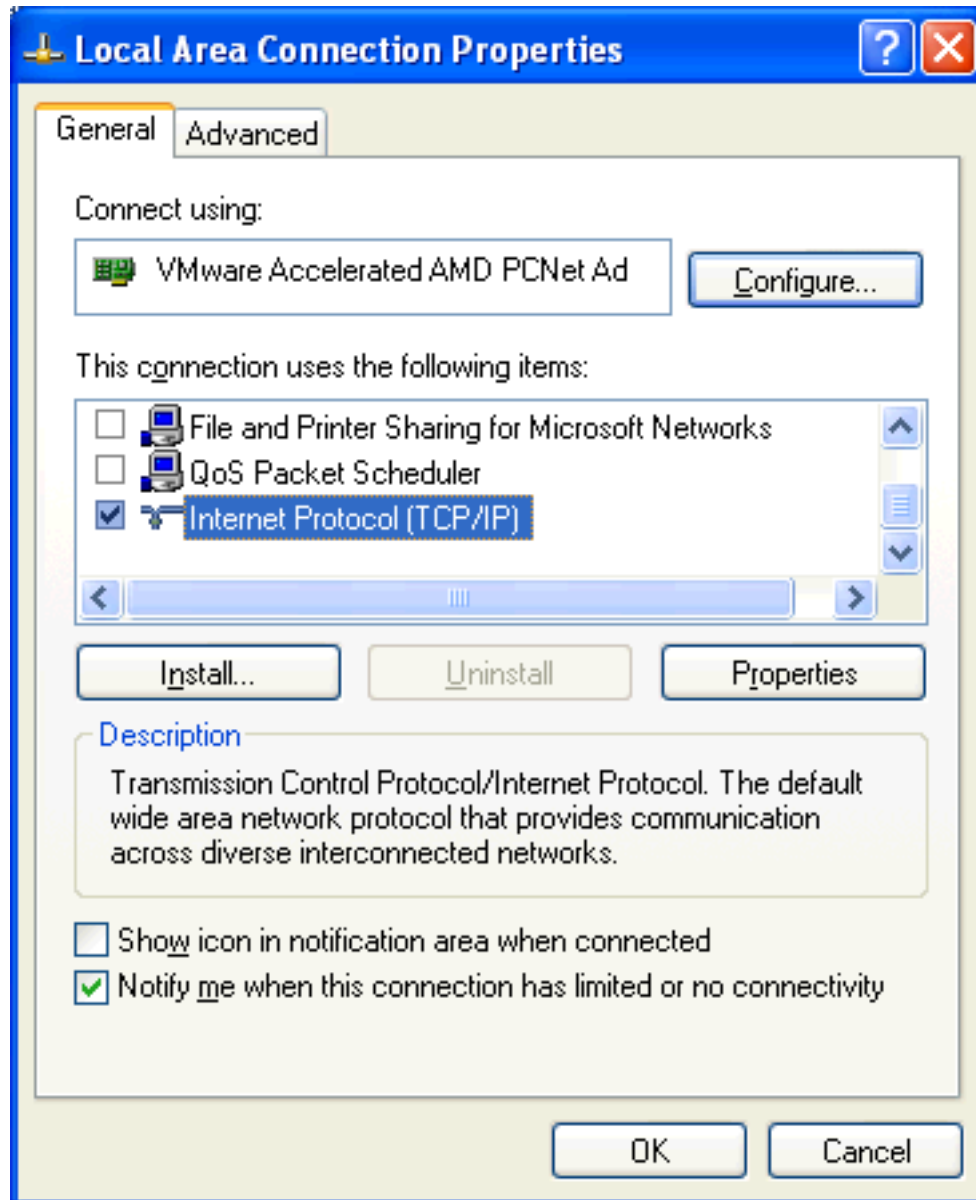 Local Area Connection Properties
General
Advanced
Connect using:
VMware Accelerated AMD PCNet Ad
Configure...
This connection uses the following items:
File and Printer Sharing for Microsoft Networks
QoS Packet Scheduler
Internet Protocol (TCP/IP)
Install...
Uninstall
Properties
Description
Transmission Control Protocol/Internet Protocol. The default
wide area network protocol that provides communication
across diverse interconnected networks.
Show icon in notification area when connected
Notify me when this connection has limited or no connectivity
OK
Cancel